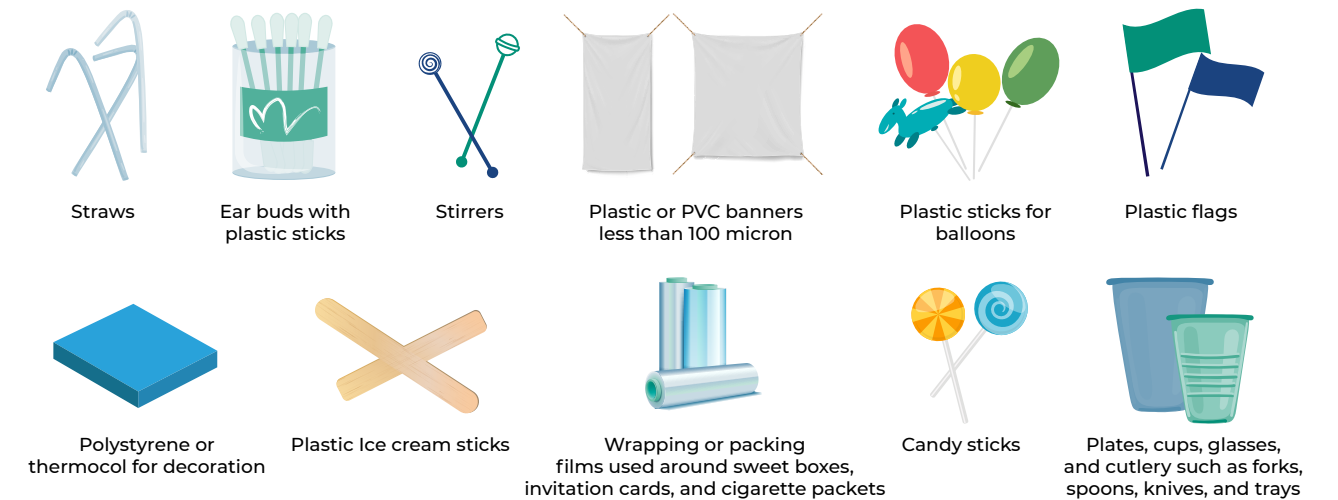 Straws
Ear buds with
plastic sticks
Stirrers
Plastic or PVC banners
less than 100 micron
Plastic sticks for
balloons
Plastic flags
Polystyrene or
thermocol for decoration
Plastic Ice cream sticks
Wrapping or packing
films used around sweet boxes,
invitation cards, and cigarette packets
Candy sticks
Plates, cups, glasses,
and cutlery such as forks,
spoons, knives, and trays